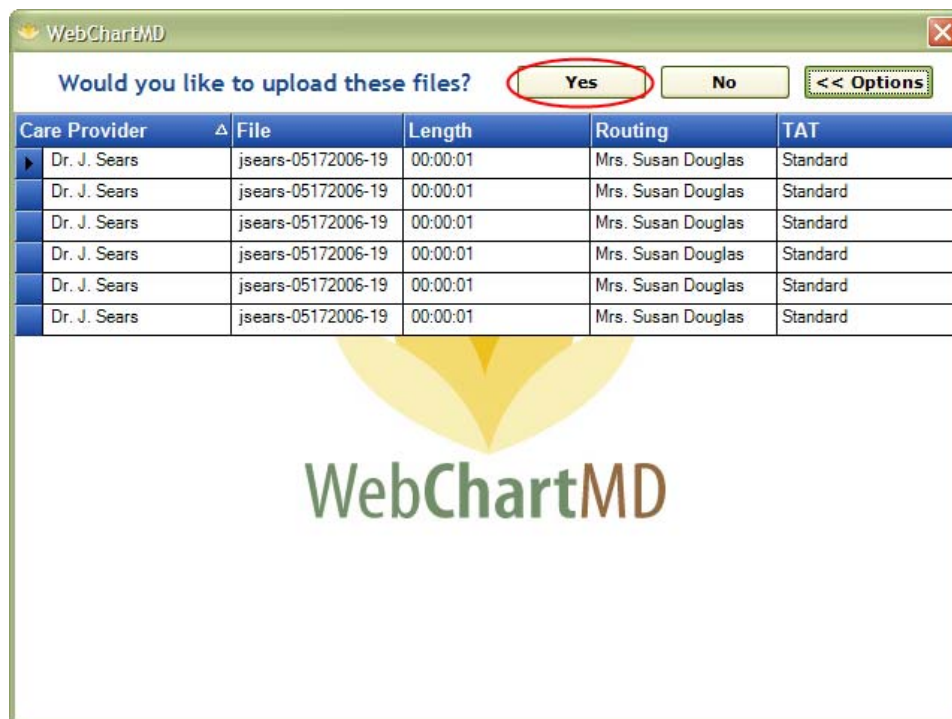 WebChartMD
Would you like to upload these files? Yes No << Options
Care Provider File Length Routing TAT
Dr. J. Sears jsears-05172006-19 00:00:01 Mrs. Susan Douglas Standard
Dr. J. Sears jsears-05172006-19 00:00:01 Mrs. Susan Douglas Standard
Dr. J. Sears jsears-05172006-19 00:00:01 Mrs. Susan Douglas Standard
Dr. J. Sears jsears-05172006-19 00:00:01 Mrs. Susan Douglas Standard
Dr. J. Sears jsears-05172006-19 00:00:01 Mrs. Susan Douglas Standard
Dr. J. Sears jsears-05172006-19 00:00:01 Mrs. Susan Douglas Standard
WebChartMD